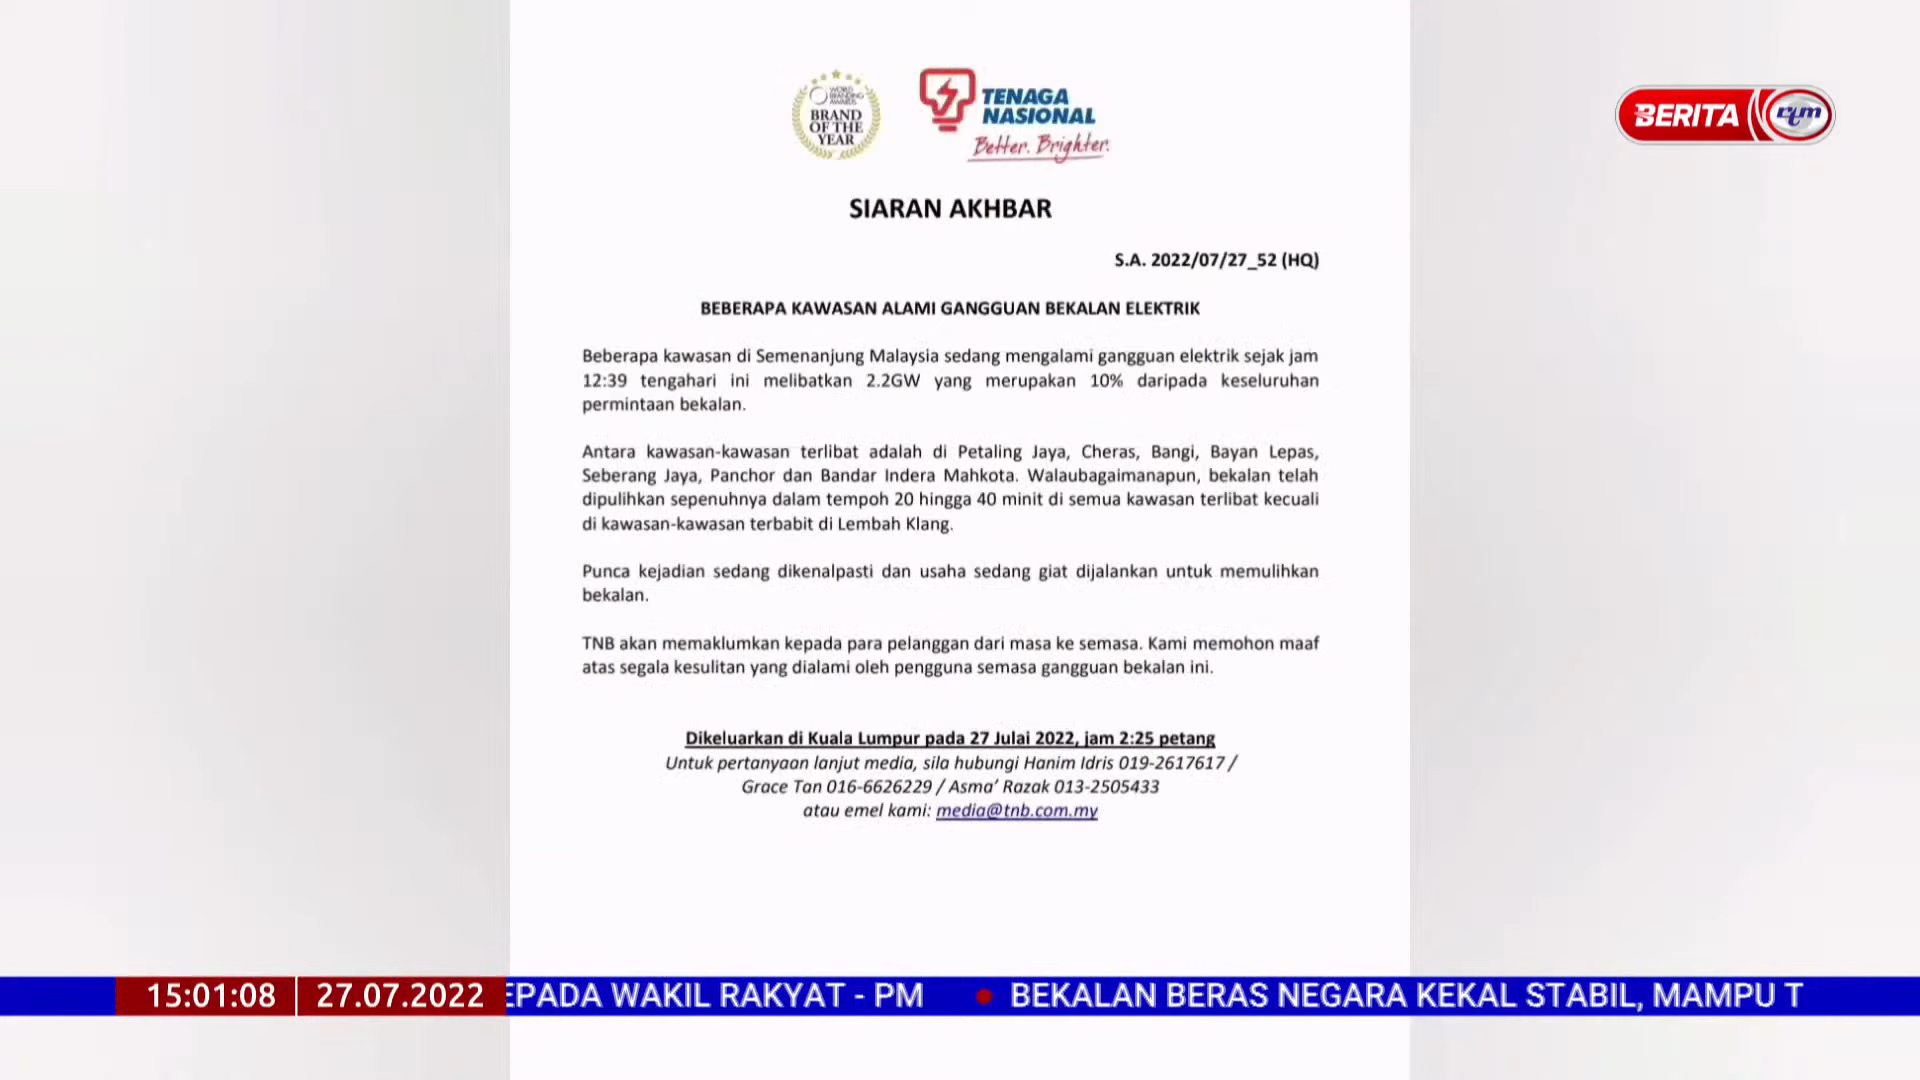 WORLD
BRANDING
AWARDS
BRAND
OF THE
YEAR
TENAGA
NASIONAL
Better. Brighter.
BERITA rtm
SIARAN AKHBAR
S.A. 2022/07/27_52 (HQ)
BEBERAPA KAWASAN ALAMI GANGGUAN BEKALAN ELEKTRIK
Beberapa kawasan di Semenanjung Malaysia sedang mengalami gangguan elektrik sejak jam
12:39 tengahari ini melibatkan 2.2GW yang merupakan 10% daripada keseluruhan
permintaan bekalan.
Antara kawasan-kawasan terlibat adalah di Petaling Jaya, Cheras, Bangi, Bayan Lepas,
Seberang Jaya, Panchor dan Bandar Indera Mahkota. Walaubagaimanapun, bekalan telah
dipulihkan sepenuhnya dalam tempoh 20 hingga 40 minit di semua kawasan terlibat kecuali
di kawasan-kawasan terbabit di Lembah Klang.
Punca kejadian sedang dikenalpasti dan usaha sedang giat dijalankan untuk memulihkan
bekalan.
TNB akan memaklumkan kepada para pelanggan dari masa ke semasa. Kami memohon maaf
atas segala kesulitan yang dialami oleh pengguna semasa gangguan bekalan ini.
Dikeluarkan di Kuala Lumpur pada 27 Julai 2022, jam 2:25 petang
Untuk pertanyaan lanjut media, sila hubungi Hanim Idris 019-2617617 /
Grace Tan 016-6626229 / Asma’ Razak 013-2505433
atau emel kami: media@tnb.com.my
15:01:08 27.07.2022 EPADA WAKIL RAKYAT - PM BEKALAN BERAS NEGARA KEKAL STABIL, MAMPU T